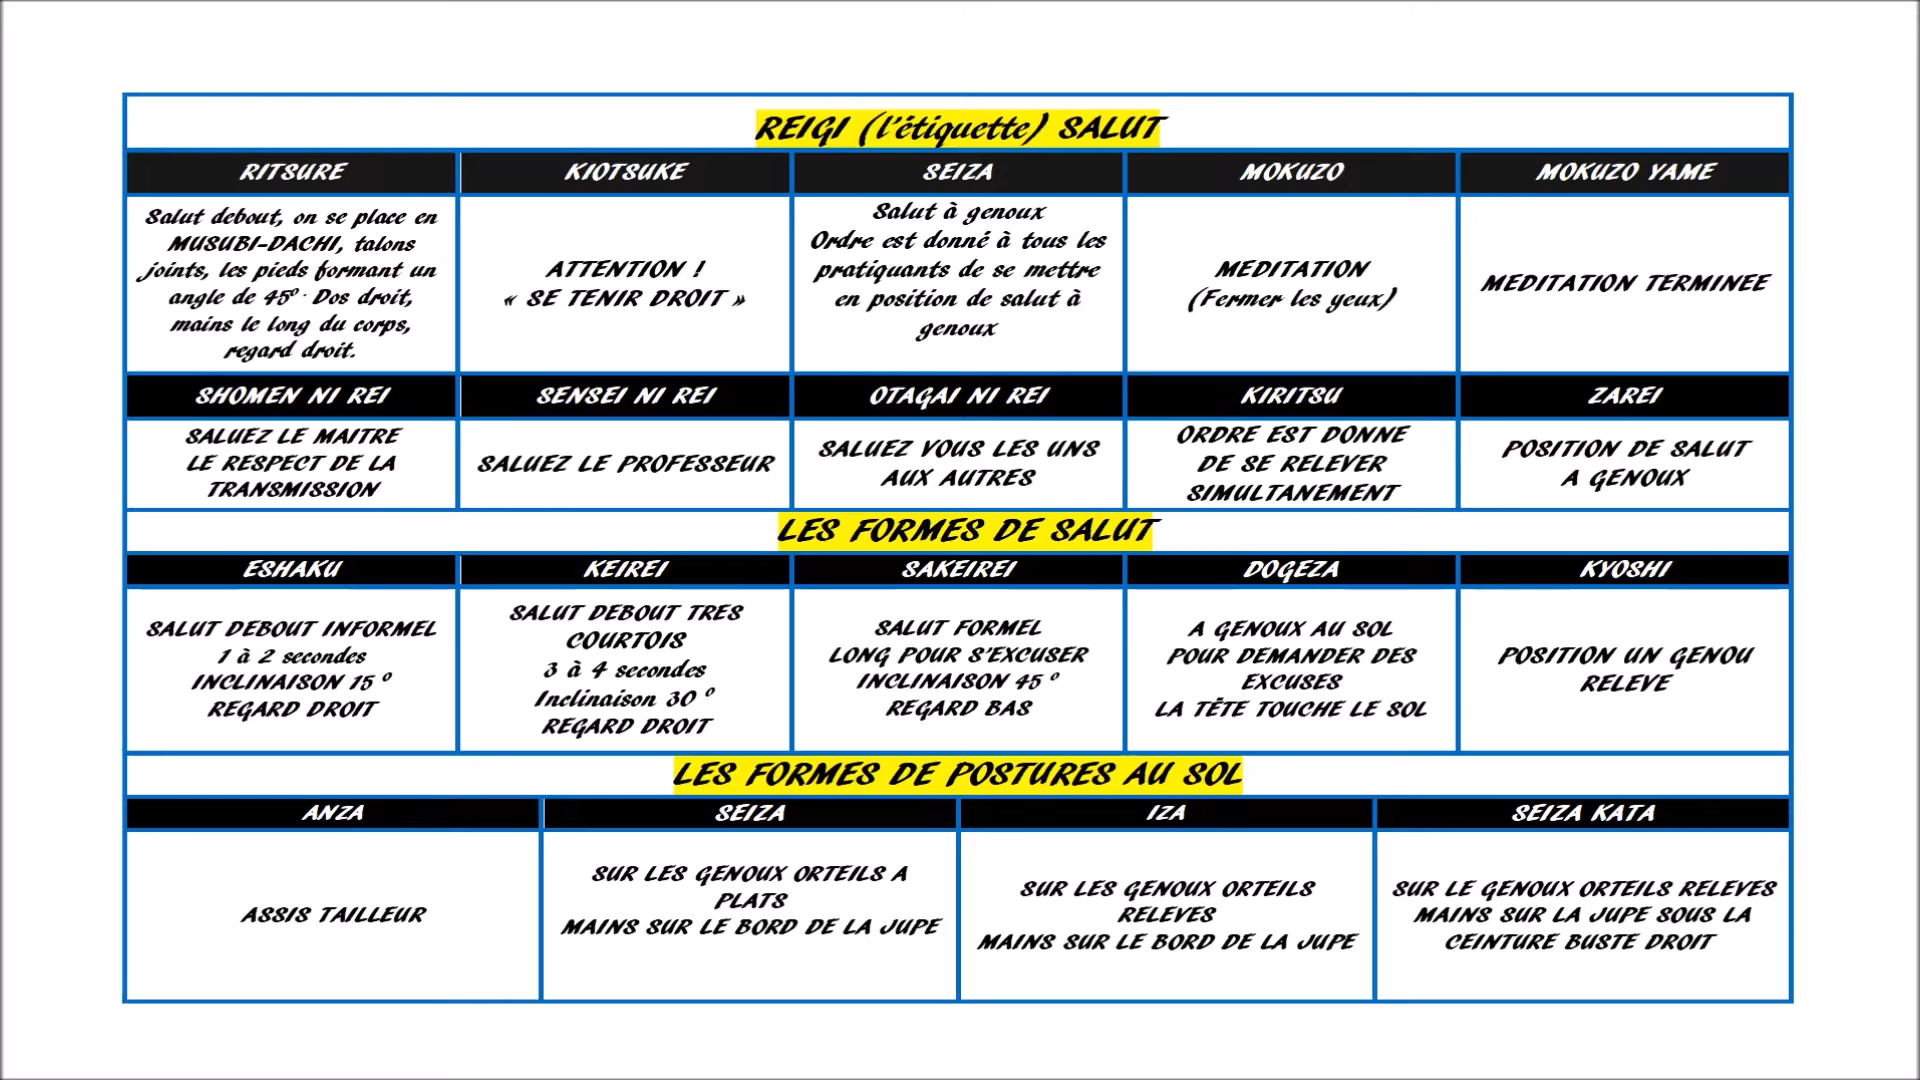 REIGI (l'étiquette) SALUT
RITSURE
KIOTSUKE
SEIZA
MOKUZO
MOKUZO YAME
Salut debout, on se place en
MUSUBI-DACHI, talons
joints, les pieds formant un
angle de 45º. Dos droit,
mains le long du corps,
regard droit.
ATTENTION !
« SE TENIR DROIT »
Salut à genoux
Ordre est donné à tous les
pratiquants de se mettre
en position de salut à
genoux
MEDITATION
(Fermer les yeux)
MEDITATION TERMINEE
SHOMEN NI REI
SENSEI NI REI
OTAGAI NI REI
KIRITSU
ZAREI
SALUEZ LE MAITRE
LE RESPECT DE LA
TRANSMISSION
SALUEZ LE PROFESSEUR
SALUEZ VOUS LES UNS
AUX AUTRES
ORDRE EST DONNE
DE SE RELEVER
SIMULTANEMENT
POSITION DE SALUT
A GENOUX
LES FORMES DE SALUT
ESHAKU
KEIREI
SAKEIREI
DOGEZA
KYOSHI
SALUT DEBOUT INFORMEL
1 à 2 secondes
INCLINAISON 15 º
REGARD DROIT
SALUT DEBOUT TRES
COURTOIS
3 à 4 secondes
Inclinaison 30 º
REGARD DROIT
SALUT FORMEL
LONG POUR S'EXCUSER
INCLINAISON 45 º
REGARD BAS
A GENOUX AU SOL
POUR DEMANDER DES
EXCUSES
LA TÊTE TOUCHE LE SOL
POSITION UN GENOU
RELEVE
LES FORMES DE POSTURES AU SOL
ANZA
SEIZA
IZA
SEIZA KATA
ASSIS TAILLEUR
SUR LES GENOUX ORTEILS A
PLATS
MAINS SUR LE BORD DE LA JUPE
SUR LES GENOUX ORTEILS
RELEVES
MAINS SUR LE BORD DE LA JUPE
SUR LE GENOUX ORTEILS RELEVES
MAINS SUR LA JUPE SOUS LA
CEINTURE BUSTE DROIT